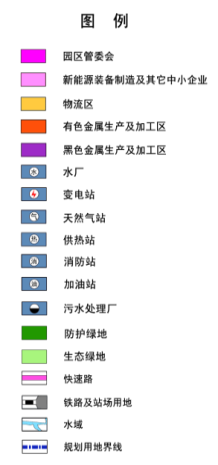 图 例
园区管委会
新能源装备制造及其它中小企业
物流区
有色金属生产及加工区
黑色金属生产及加工区
水厂
变电站
天然气站
供热站
消防站
加油站
污水处理厂
防护绿地
生态绿地
快速路
铁路及站场用地
水域
规划用地界线